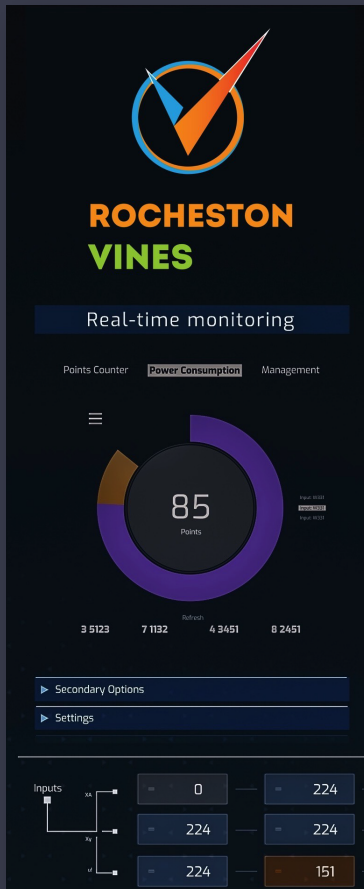 ROCHESTON
VINES
Real-time monitoring
Points Counter Power Consumption Management
85
Points
Refresh
3 5123 7 1132 4 3451 8 2451
Secondary Options
Settings
Inputs
XA
0 224
Xy
224 224
uf
224 151